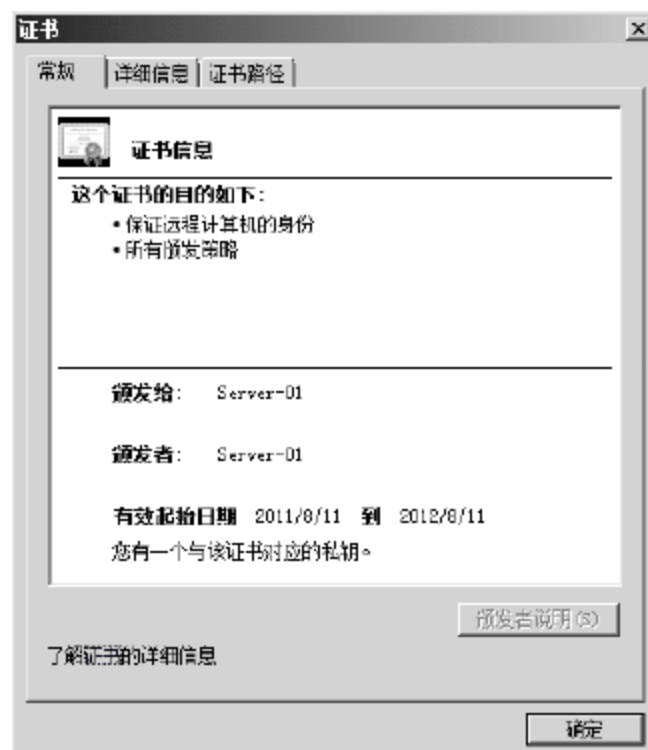 证书
常规 详细信息 证书路径
证书信息
这个证书的目的如下:
• 保证远程计算机的身份
• 所有颁发策略
颁发给: Server-01
颁发者: Server-01
有效起始日期 2011/8/11 到 2012/8/11
您有一个与该证书对应的私钥。
颁发者说明(S)
了解证书的详细信息
确定